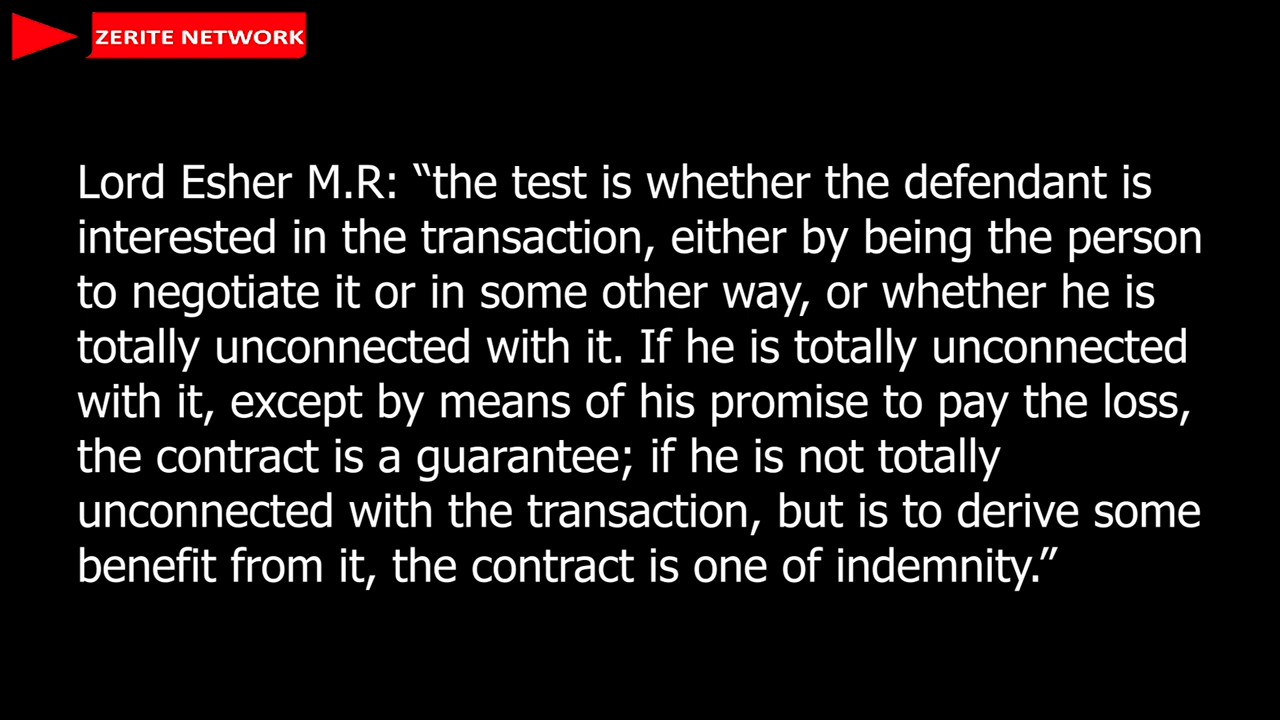 ZERITE NETWORK
Lord Esher M.R: “the test is whether the defendant is
interested in the transaction, either by being the person
to negotiate it or in some other way, or whether he is
totally unconnected with it. If he is totally unconnected
with it, except by means of his promise to pay the loss,
the contract is a guarantee; if he is not totally
unconnected with the transaction, but is to derive some
benefit from it, the contract is one of indemnity.”